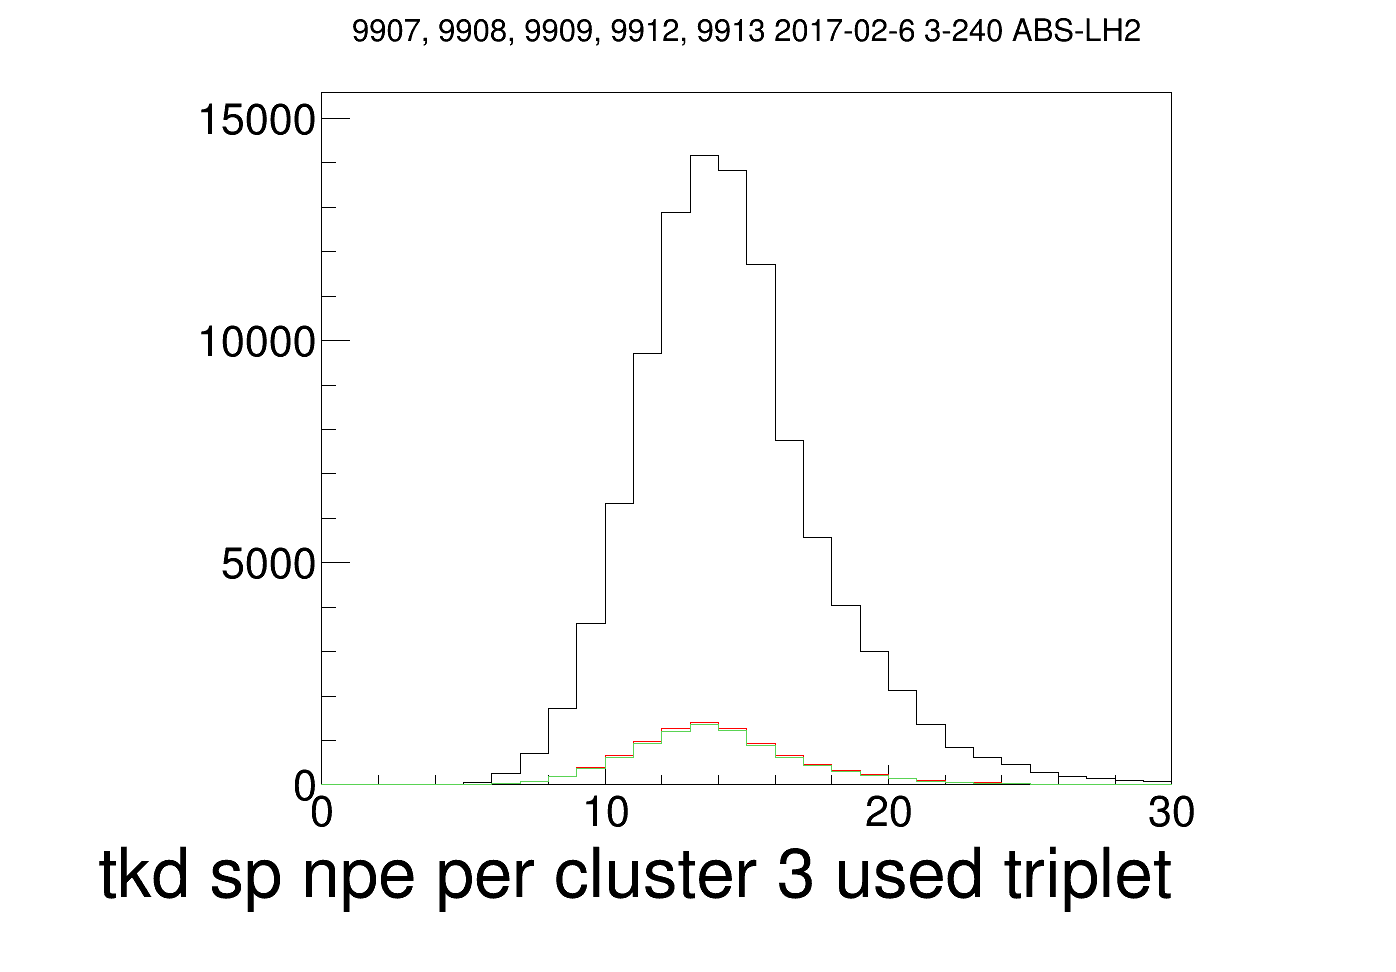 9907, 9908, 9909, 9912, 9913 2017-02-6 3-240 ABS-LH2
15000
10000
5000
0
0 10 20 30
tkd sp npe per cluster 3 used triplet